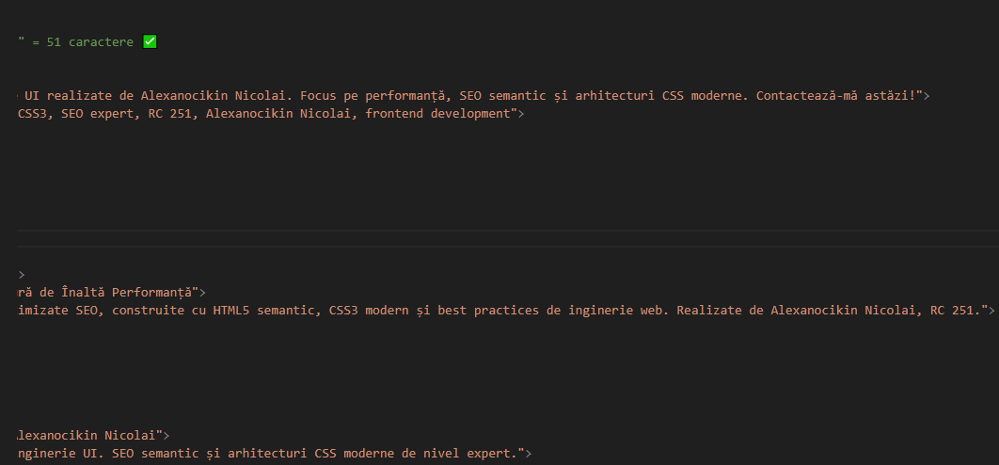 " = 51 caractere ✅
UI realizate de Alexanocikin Nicolai. Focus pe performanță, SEO semantic și arhitecturi CSS moderne. Contactează-mă astăzi!">
CSS3, SEO expert, RC 251, Alexanocikin Nicolai, frontend development">
>
ră de Înaltă Performanță">
imizate SEO, construite cu HTML5 semantic, CSS3 modern și best practices de inginerie web. Realizate de Alexanocikin Nicolai, RC 251.">
lexanocikin Nicolai">
nginerie UI. SEO semantic și arhitecturi CSS moderne de nivel expert.">